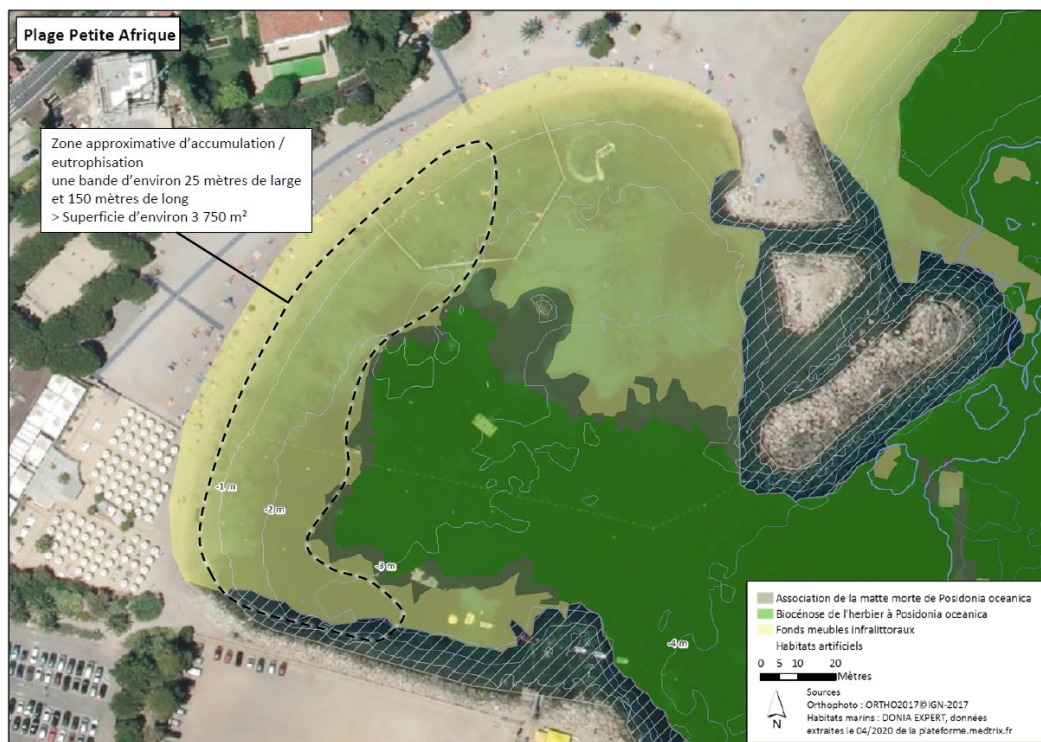 Plage Petite Afrique
Zone approximative d'accumulation /
eutrophisation
une bande d'environ 25 mètres de large
et 150 mètres de long
> Superficie d'environ 3 750 m²
-1 m
-2 m
-3 m
-4 m
Association de la matte morte de Posidonia oceanica
Biocénose de l'herbier à Posidonia oceanica
Fonds meubles infralittoraux
Habitats artificiels
0 5 10 20
Mètres
N
Sources
Orthophoto : ORTHO2017©IGN-2017
Habitats marins : DONIA EXPERT, données
extraites le 04/2020 de la plateforme.medtrix.fr